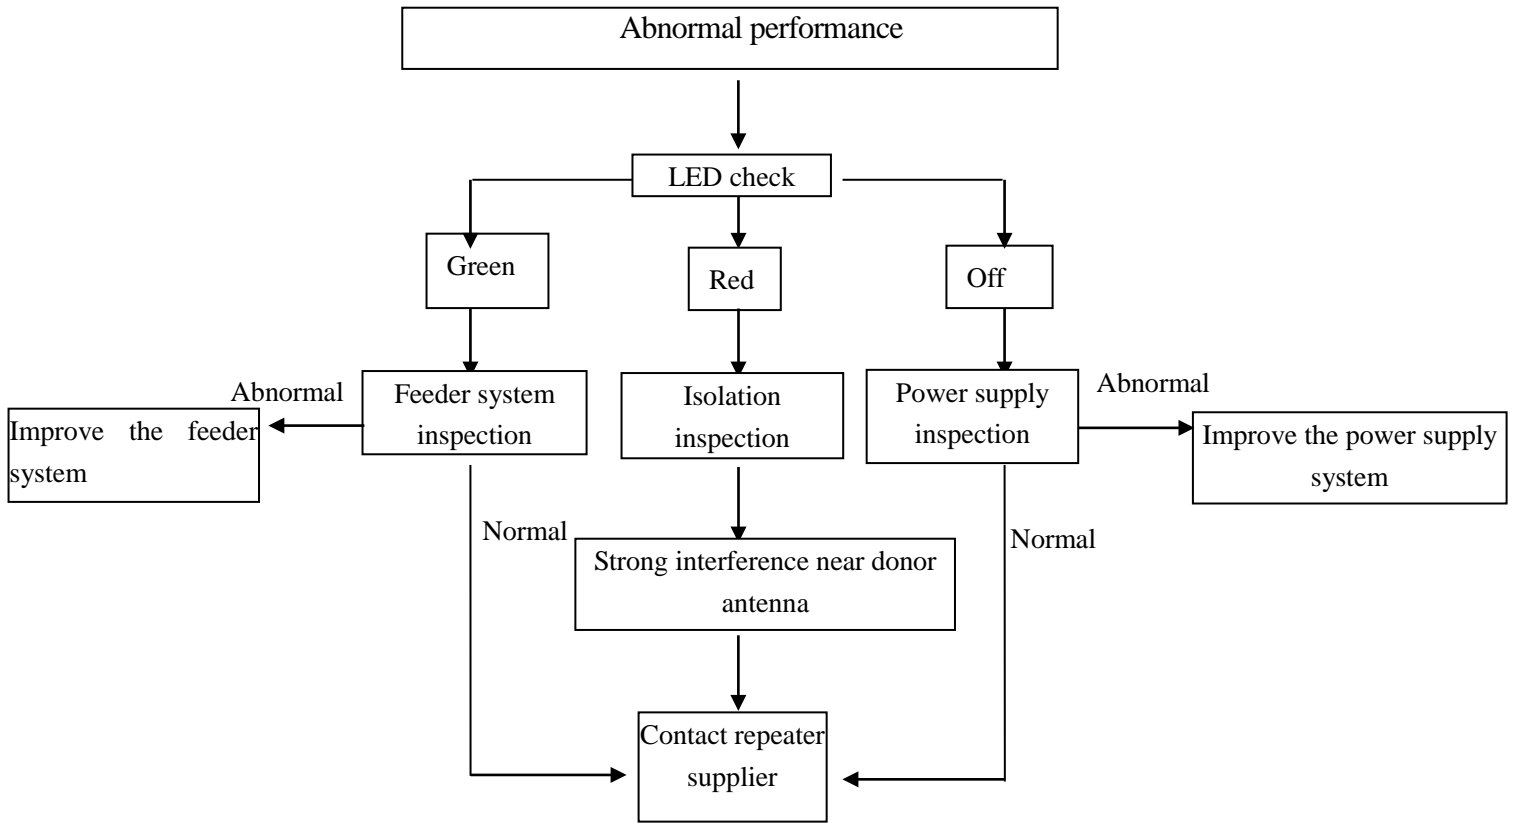 Abnormal performance
LED check
Green
Red
Off
Abnormal
Feeder system
inspection
Isolation
inspection
Power supply
inspection
Abnormal
Improve the feeder
system
Improve the power supply
system
Normal
Normal
Strong interference near donor
antenna
Contact repeater
supplier